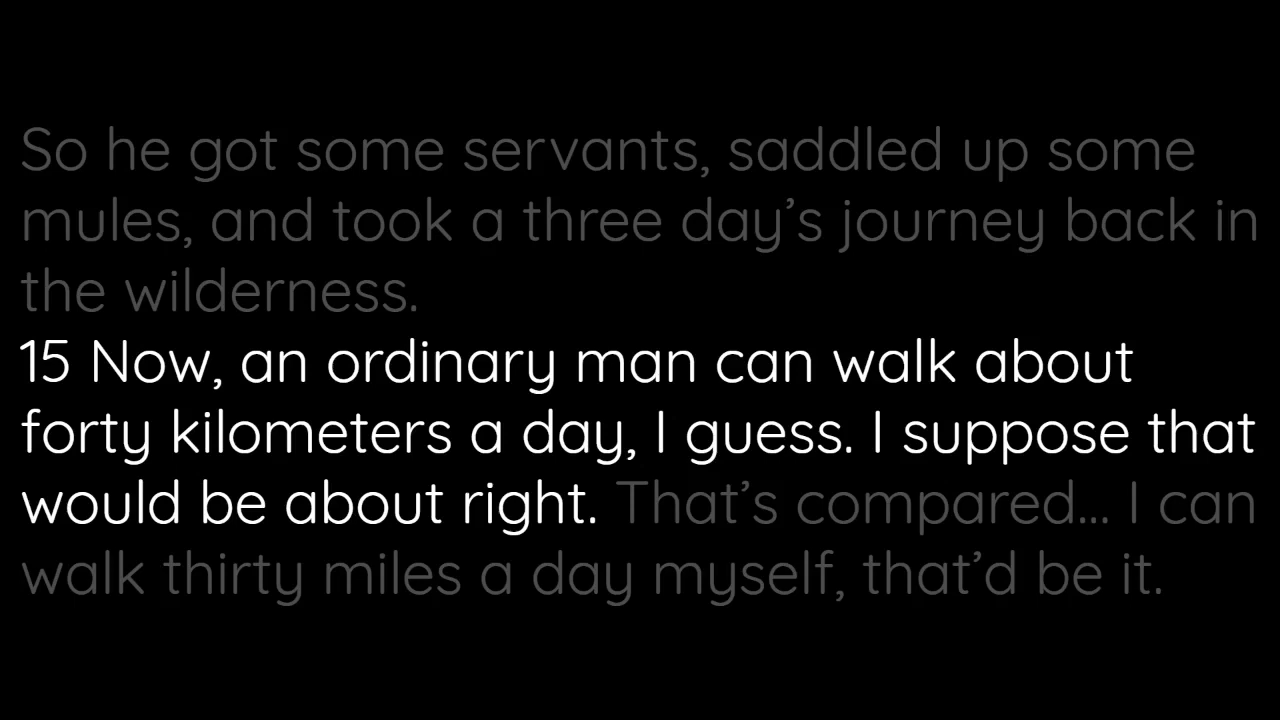 So he got some servants, saddled up some
mules, and took a three day’s journey back in
the wilderness.
15 Now, an ordinary man can walk about
forty kilometers a day, I guess. I suppose that
would be about right. That’s compared... I can
walk thirty miles a day myself, that’d be it.